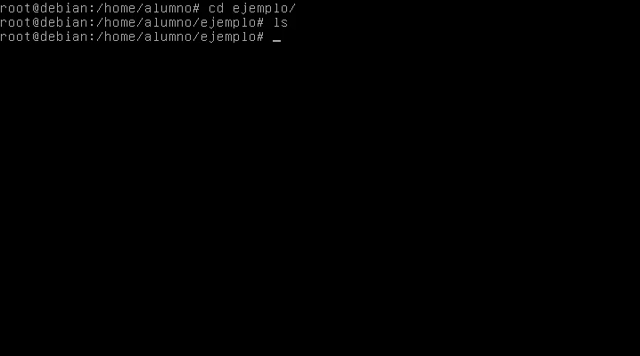 root@debian:/home/alumno# cd ejemplo/
root@debian:/home/alumno/ejemplo# ls
root@debian:/home/alumno/ejemplo# _